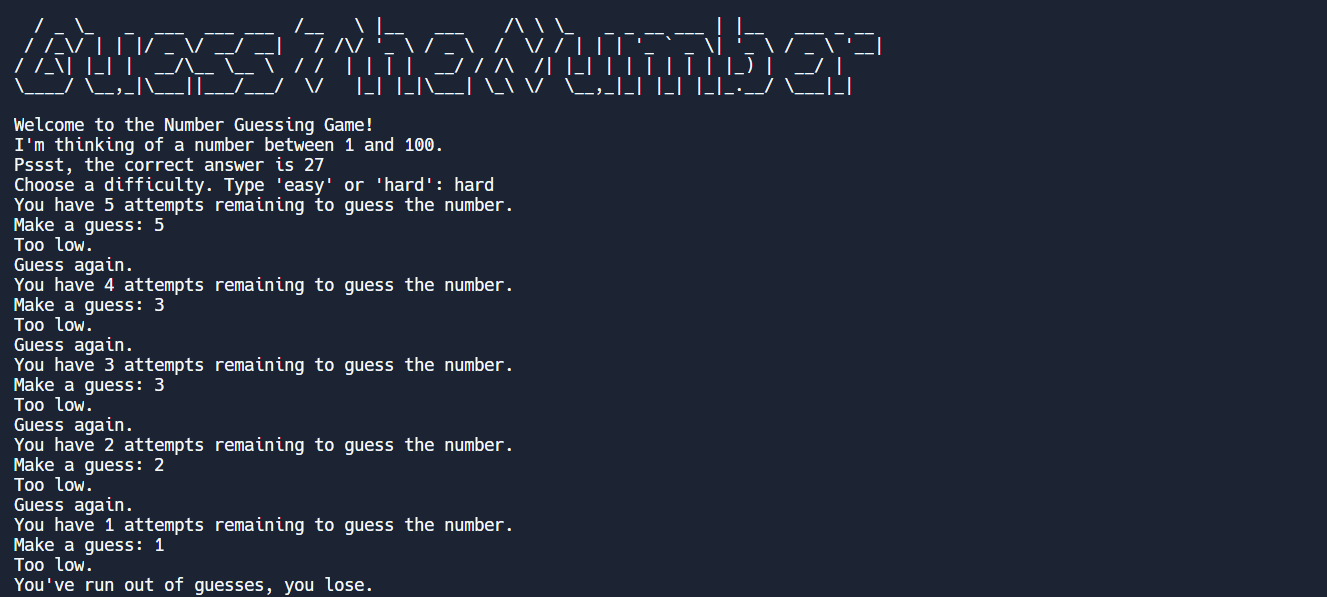 Guess The Number
Welcome to the Number Guessing Game!
I'm thinking of a number between 1 and 100.
Pssst, the correct answer is 27
Choose a difficulty. Type 'easy' or 'hard': hard
You have 5 attempts remaining to guess the number.
Make a guess: 5
Too low.
Guess again.
You have 4 attempts remaining to guess the number.
Make a guess: 3
Too low.
Guess again.
You have 3 attempts remaining to guess the number.
Make a guess: 3
Too low.
Guess again.
You have 2 attempts remaining to guess the number.
Make a guess: 2
Too low.
Guess again.
You have 1 attempts remaining to guess the number.
Make a guess: 1
Too low.
You've run out of guesses, you lose.